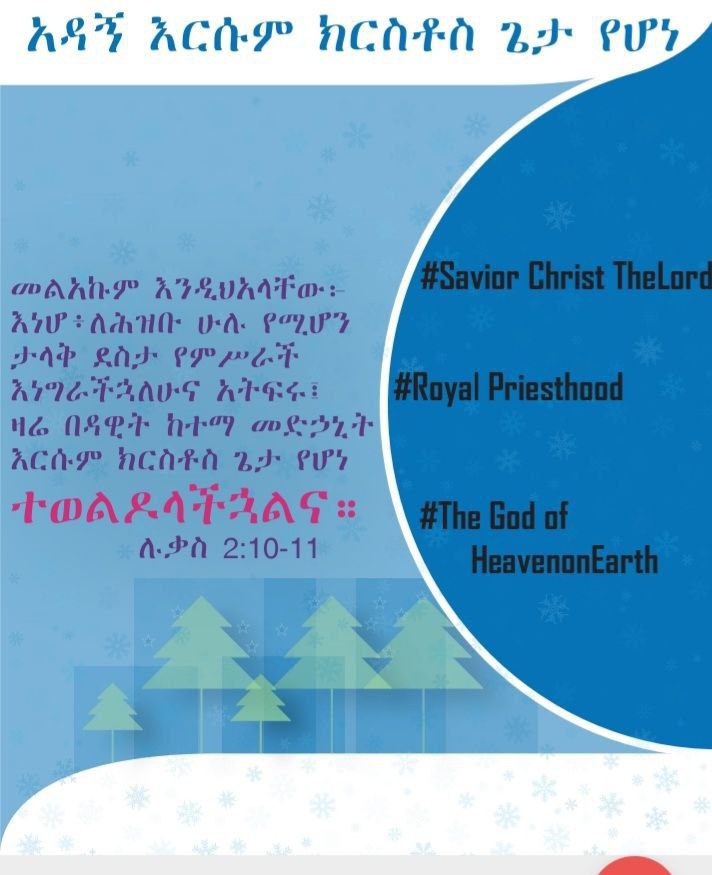 አዳኝ እርሱም ክርስቶስ ጌታ የሆነ
መልአኩም እንዲህአላቸው፦
እነሆ፥ለሕዝቡ ሁሉ የሚሆን
ታላቅ ደስታ የምሥራች
እነግራችኋለሁና አትፍሩ፤
ዛሬ በዳዊት ከተማ መድኃኒት
እርሱም ክርስቶስ ጌታ የሆነ
ተወልዶላችኋልና።
ሉቃስ 2:10-11
#Savior Christ TheLord
#Royal Priesthood
#The God of
HeavenonEarth